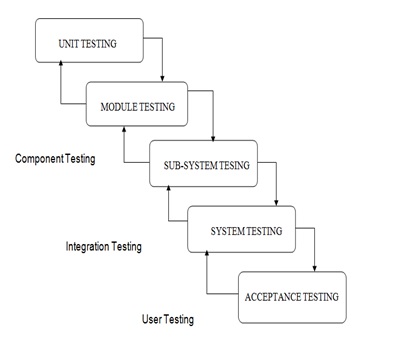 UNIT TESTING
MODULE TESTING
Component Testing
SUB-SYSTEM TESING
SYSTEM TESTING
Integration Testing
ACCEPTANCE TESTING
User Testing